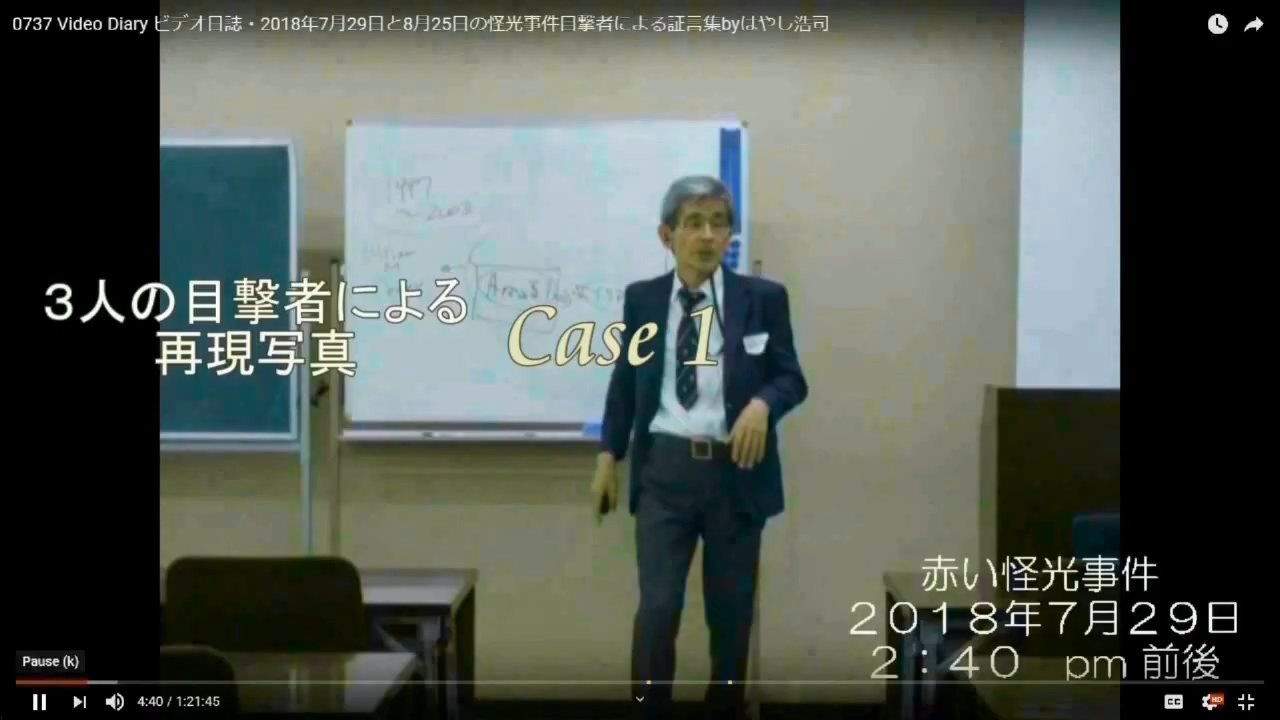 0737 Video Diary ビデオ日誌・2018年7月29日と8月25日の怪光事件目撃者による証言集byはやし浩司
3人の目撃者による
再現写真
Case 1
赤い怪光事件
2018年7月29日
2：40　pm 前後
Pause (k)
4:40 / 1:21:45
CC
HD